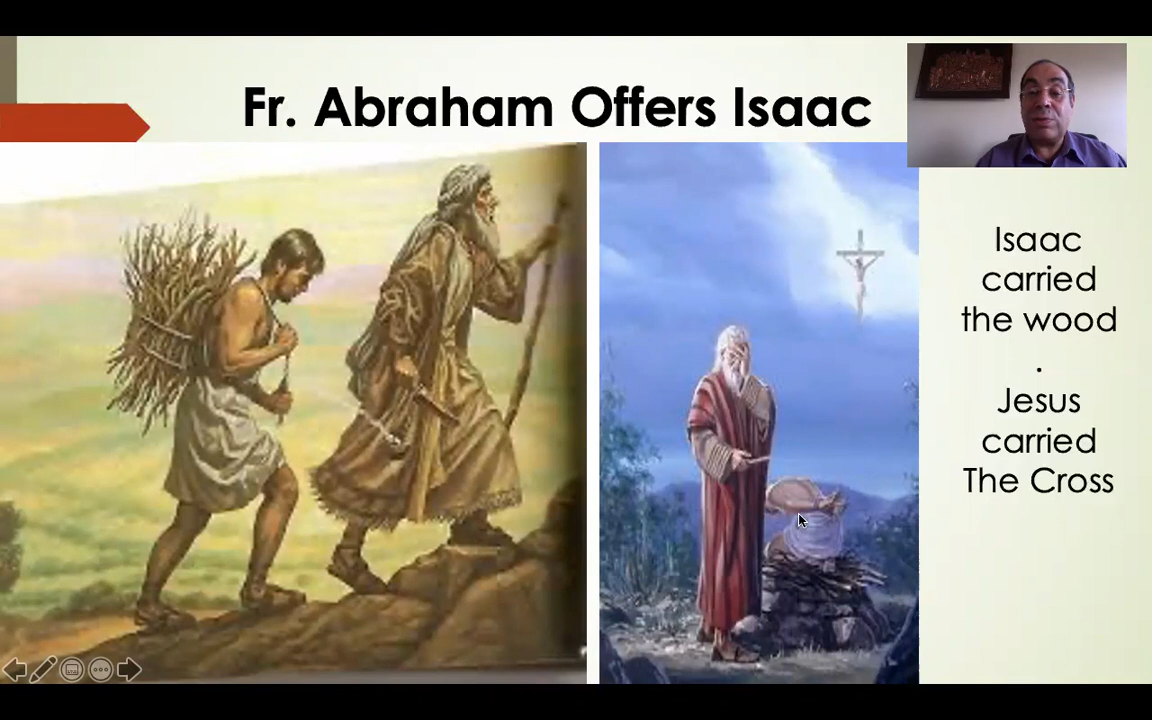 Fr. Abraham Offers Isaac
Isaac
carried
the wood
.
Jesus
carried
The Cross